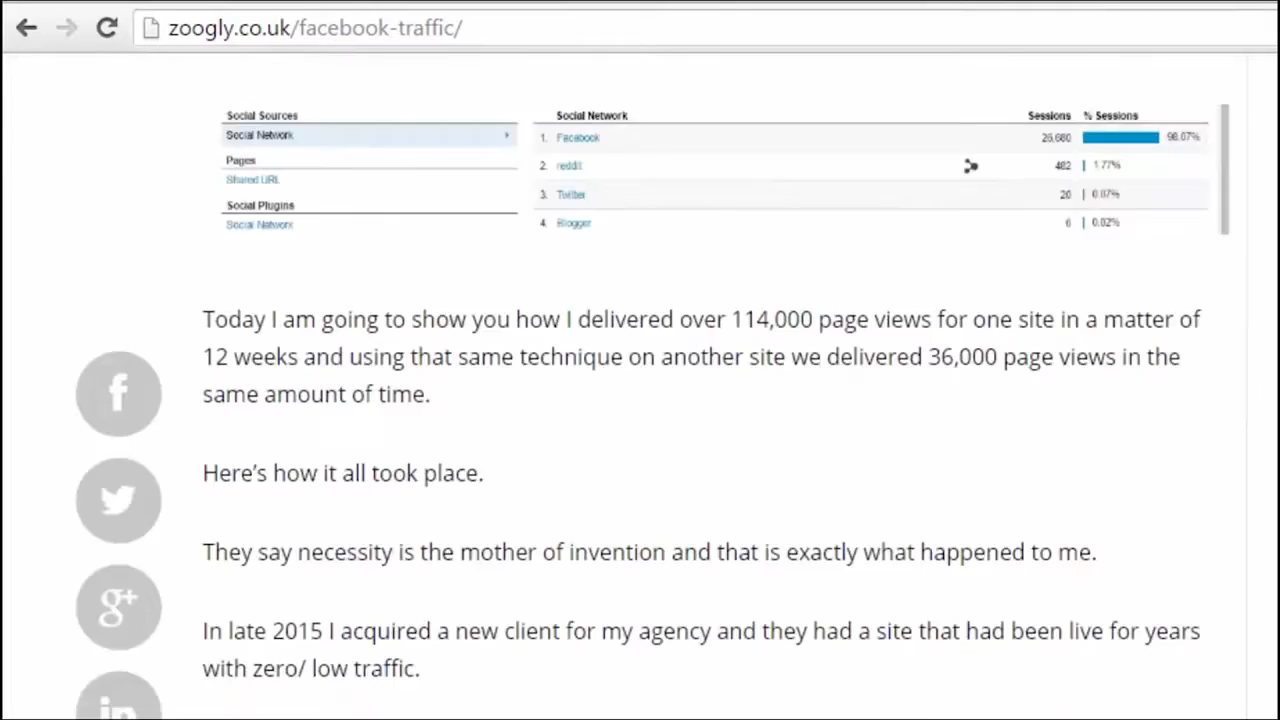 zoogly.co.uk/facebook-traffic/
Social Sources
Social Network
Pages
Shared URL
Social Plugins
Social Network
Social Network Sessions % Sessions
1. Facebook 26,680 98.07%
2. reddit 482 1.77%
3. Twitter 20 0.07%
4. Blogger 6 0.02%
Today I am going to show you how I delivered over 114,000 page views for one site in a matter of
12 weeks and using that same technique on another site we delivered 36,000 page views in the
same amount of time.
Here’s how it all took place.
They say necessity is the mother of invention and that is exactly what happened to me.
In late 2015 I acquired a new client for my agency and they had a site that had been live for years
with zero/ low traffic.
f
g+
in